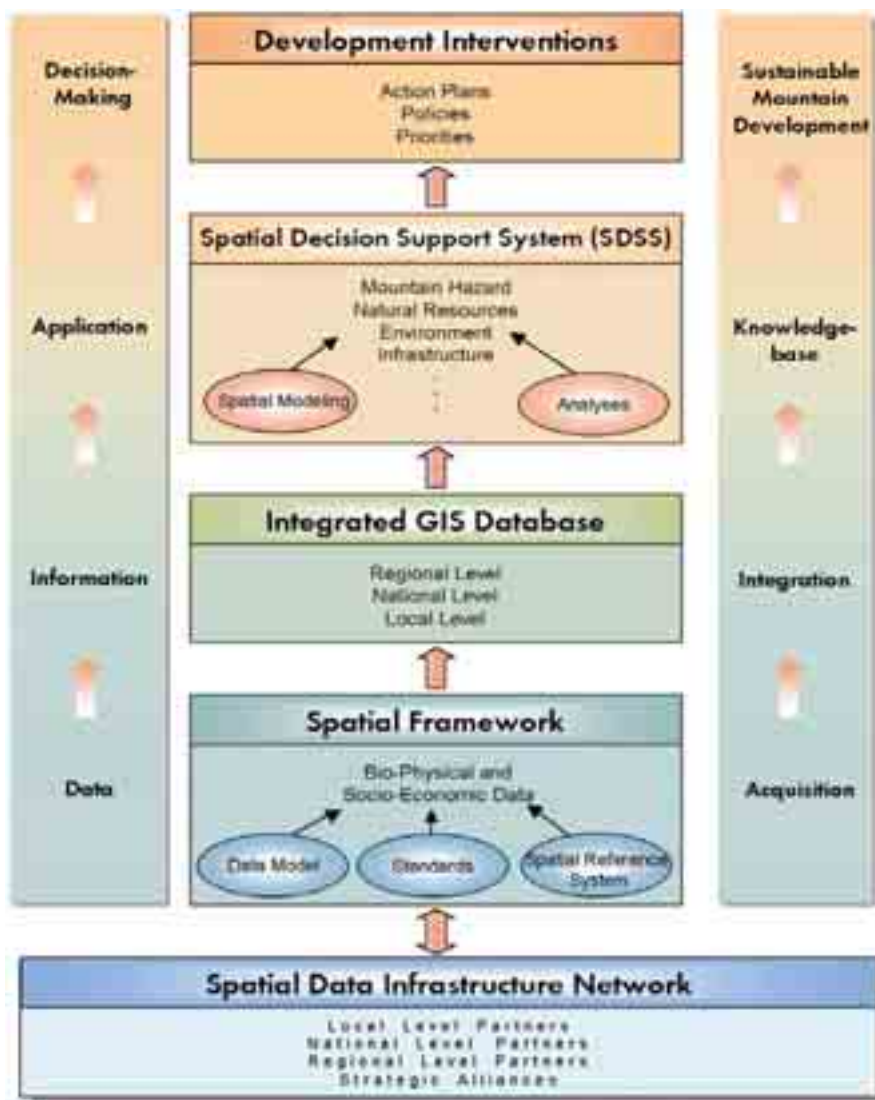 Decision-
Making
Application
Information
Data
Development Interventions
Action Plans
Policies
Priorities
Spatial Decision Support System (SDSS)
Mountain Hazard
Natural Resources
Environment
Infrastructure
Spatial Modeling
Analyses
Integrated GIS Database
Regional Level
National Level
Local Level
Spatial Framework
Bio-Physical and
Socio-Economic Data
Data Model
Standards
Spatial Reference
System
Sustainable
Mountain
Development
Knowledge-
base
Integration
Acquisition
Spatial Data Infrastructure Network
Local Level Partners
National Level Partners
Regional Level Partners
Strategic Alliances